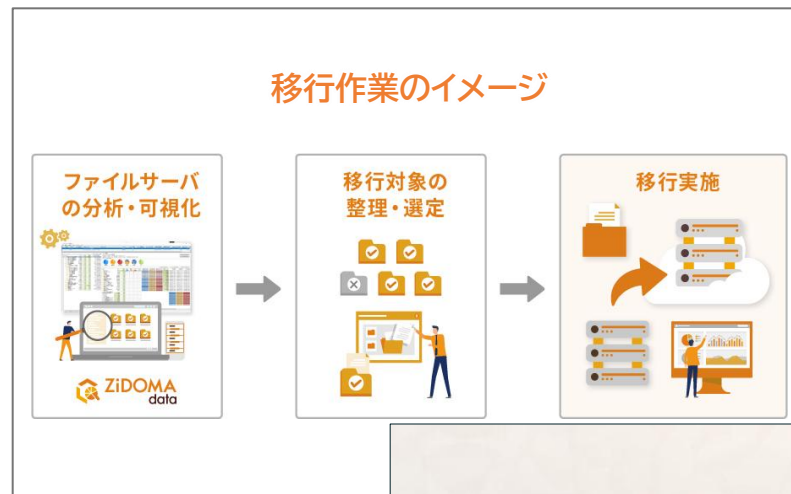 移行作業のイメージ
ファイルサーバ
の分析・可視化
ZiDOMA
data
移行対象の
整理・選定
移行実施